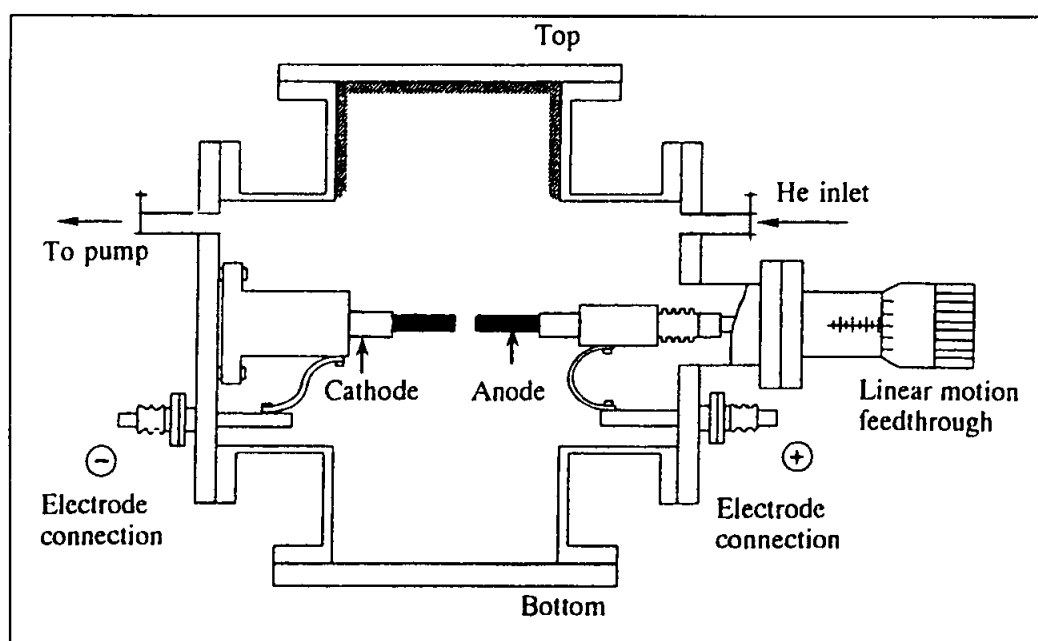 Top
He inlet
To pump
Cathode
Anode
Linear motion
feedthrough
−
+
Electrode
connection
Electrode
connection
Bottom